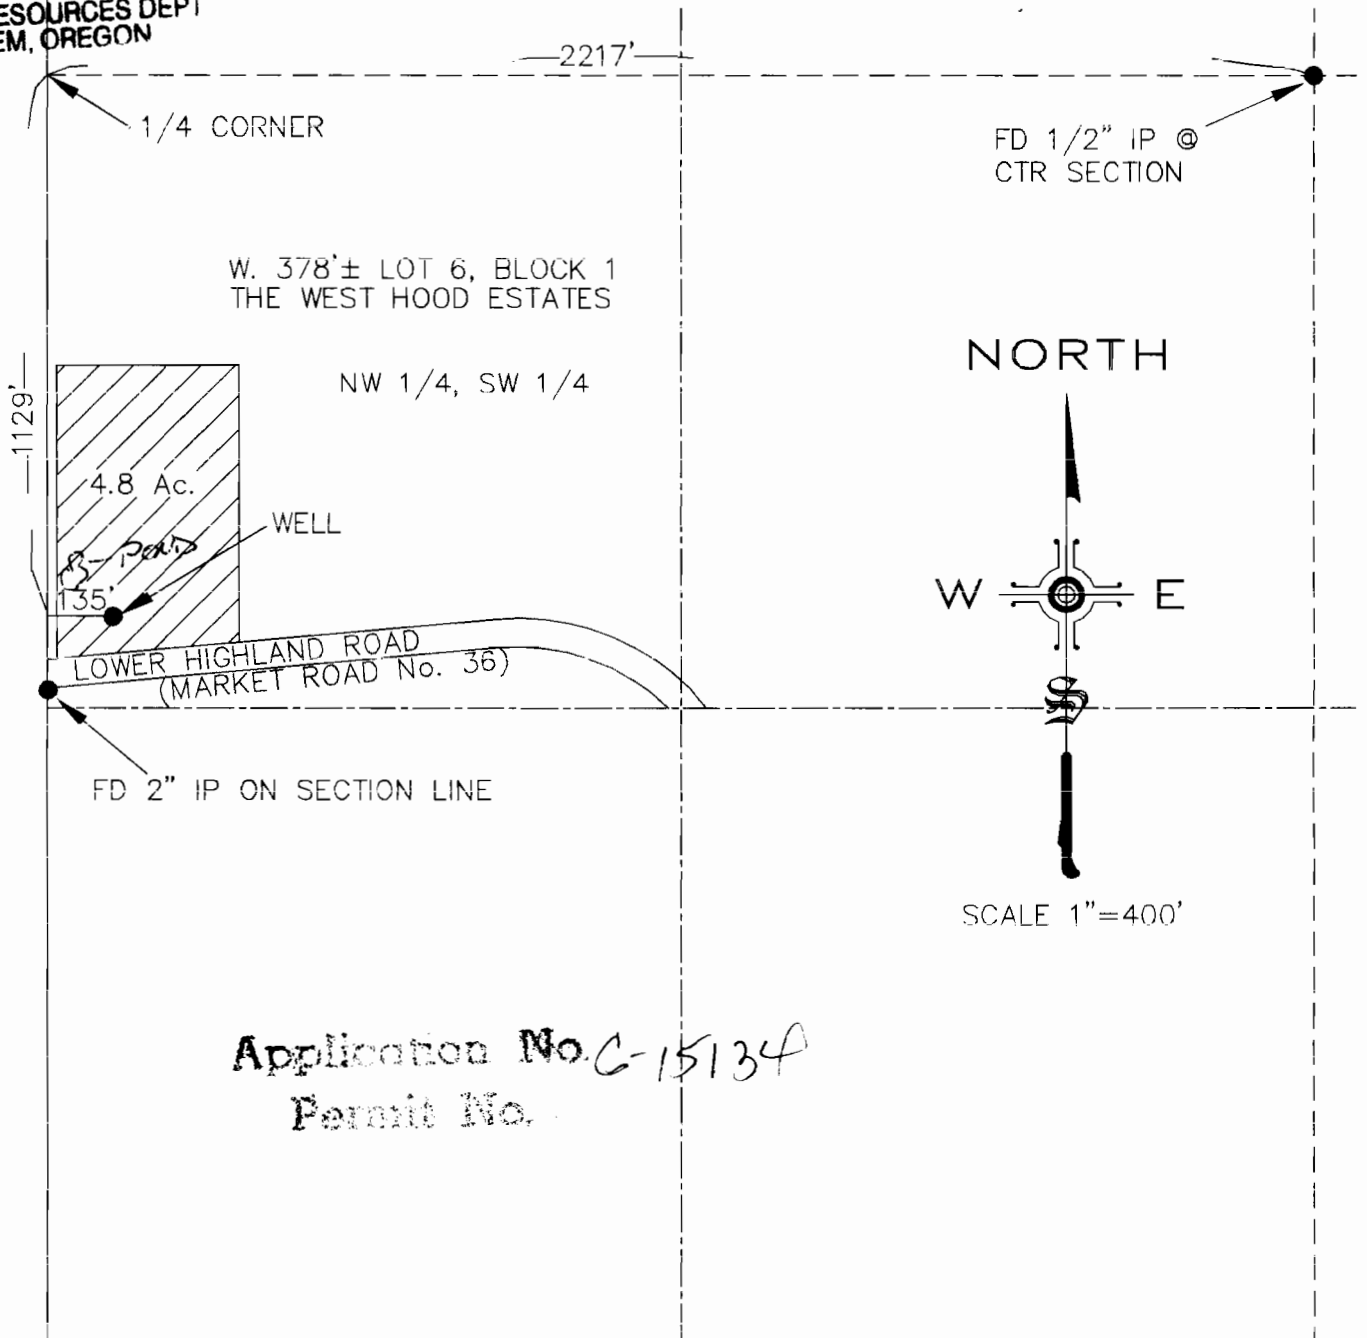 ESOURCES DEPT
EM, OREGON
2217'
1/4 CORNER
FD 1/2" IP @
CTR SECTION
W. 378'± LOT 6, BLOCK 1
THE WEST HOOD ESTATES
NORTH
NW 1/4, SW 1/4
1129'
4.8 Ac.
WELL
Pond
135'
W
E
S
LOWER HIGHLAND ROAD
(MARKET ROAD No. 36)
FD 2" IP ON SECTION LINE
SCALE 1"=400'
Application No. G-15134
Permit No.